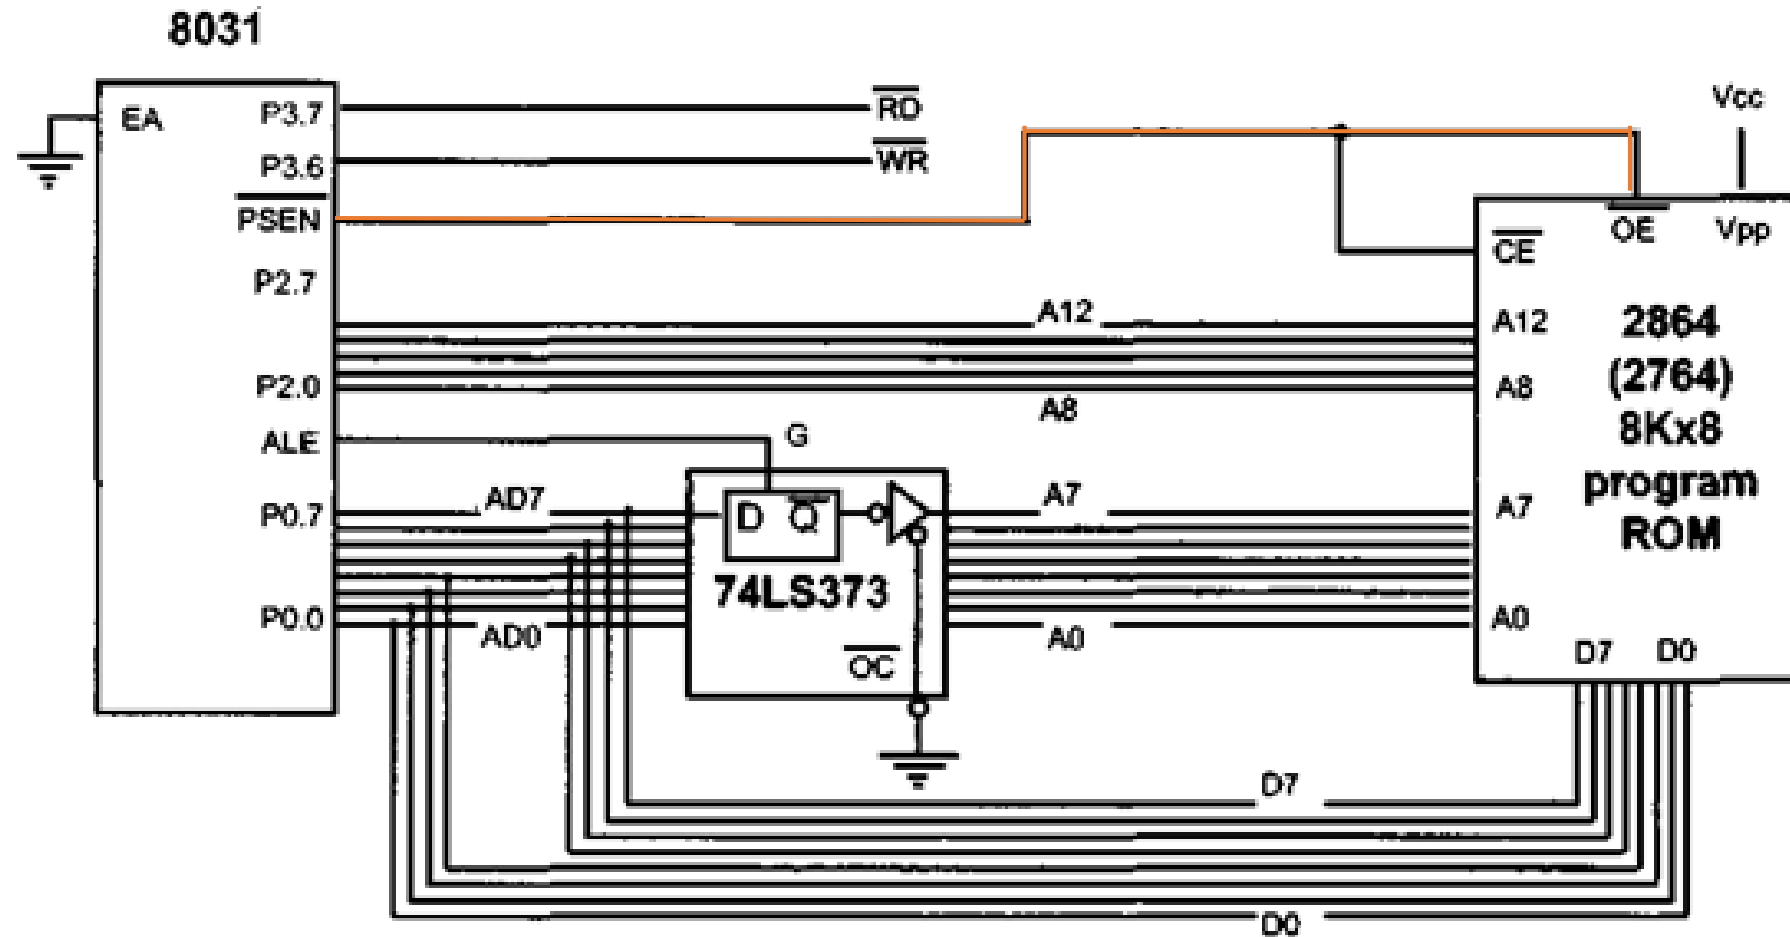 8031
EA
P3.7
P3.6
PSEN
P2.7
P2.0
ALE
P0.7
P0.0
RD
WR
AD7
AD0
G
D Q
74LS373
OC
A12
A8
A7
A0
Vcc
OE Vpp
CE
A12
A8
A7
A0
2864
(2764)
8Kx8
program
ROM
D7 D0
D7
D0